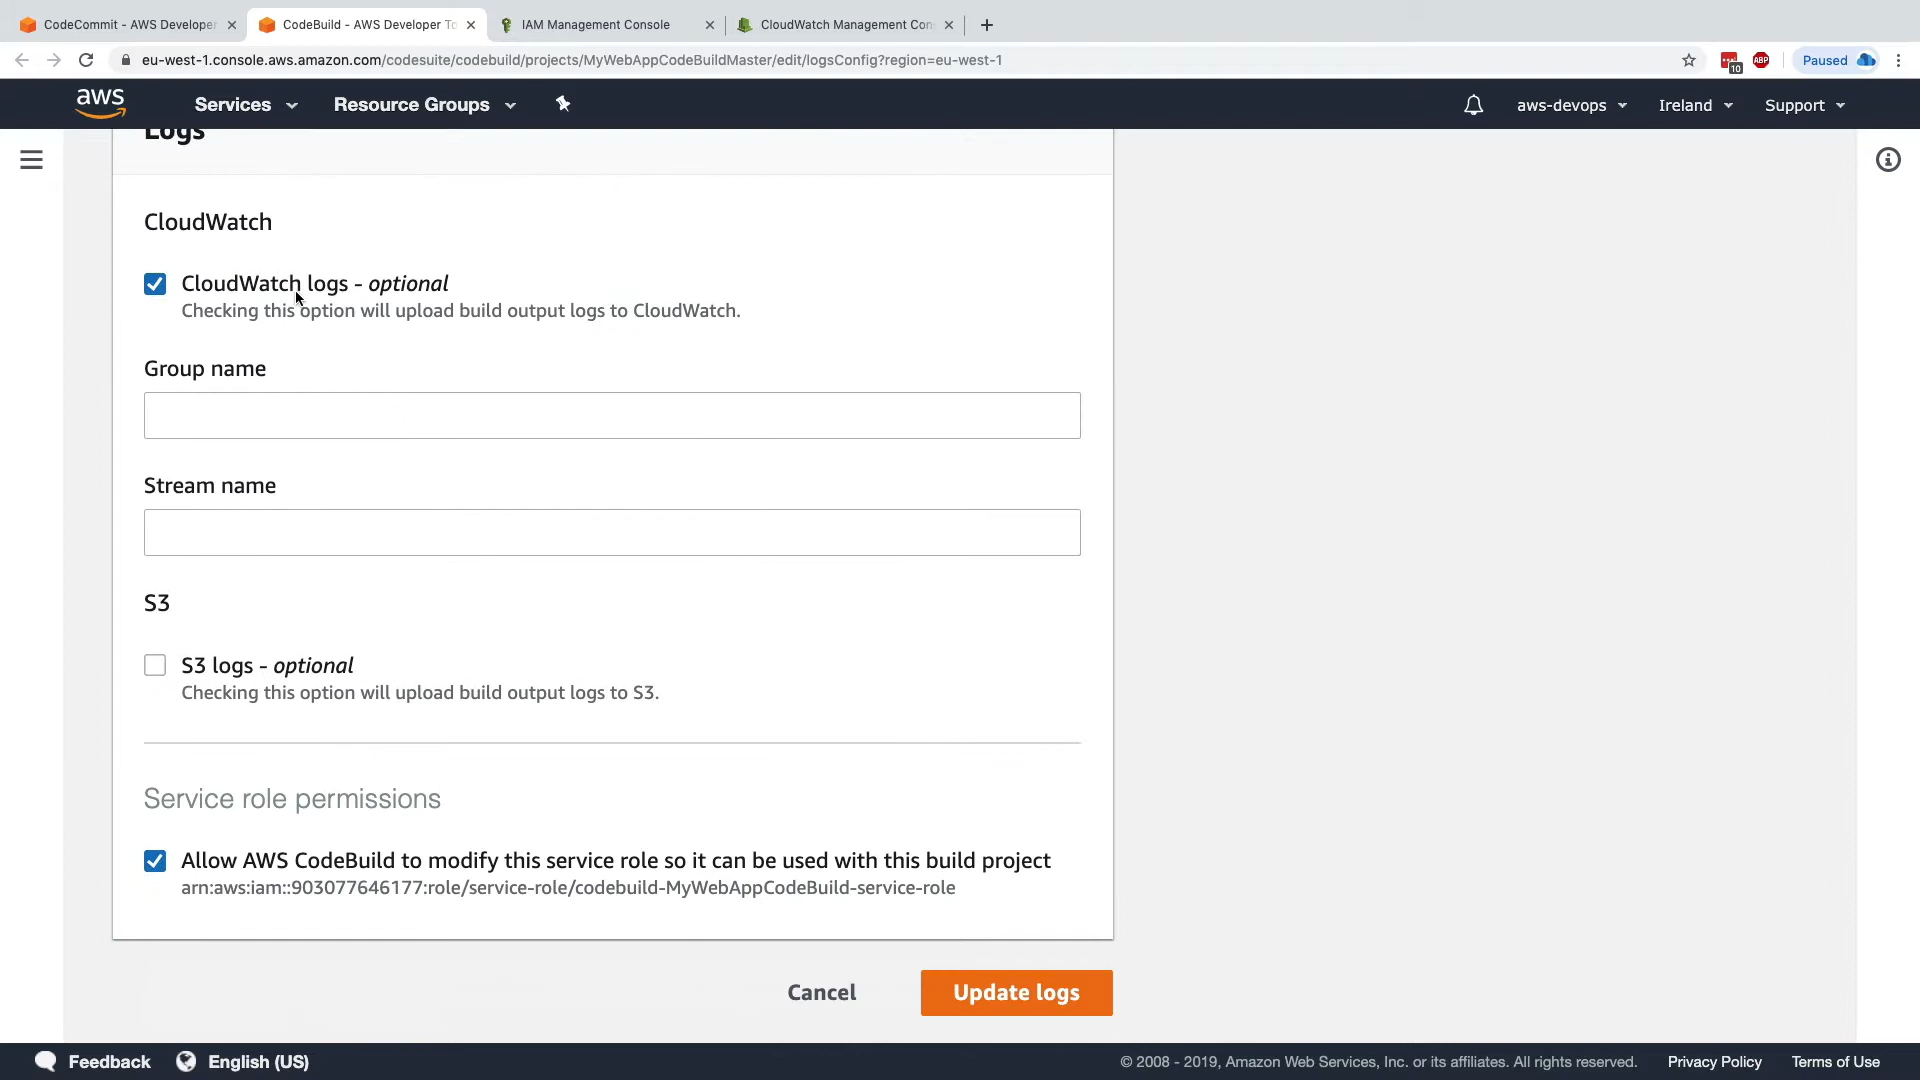 CodeCommit - AWS Developer
CodeBuild - AWS Developer To
IAM Management Console
CloudWatch Management Con
eu-west-1.console.aws.amazon.com/codesuite/codebuild/projects/MyWebAppCodeBuildMaster/edit/logsConfig?region=eu-west-1
10
ABP
Paused
aws
Services
Resource Groups
aws-devops
Ireland
Support
Logs
CloudWatch
CloudWatch logs - optional
Checking this option will upload build output logs to CloudWatch.
Group name
Stream name
S3
S3 logs - optional
Checking this option will upload build output logs to S3.
Service role permissions
Allow AWS CodeBuild to modify this service role so it can be used with this build project
arn:aws:iam::903077646177:role/service-role/codebuild-MyWebAppCodeBuild-service-role
Cancel
Update logs
Feedback
English (US)
© 2008 - 2019, Amazon Web Services, Inc. or its affiliates. All rights reserved.
Privacy Policy
Terms of Use